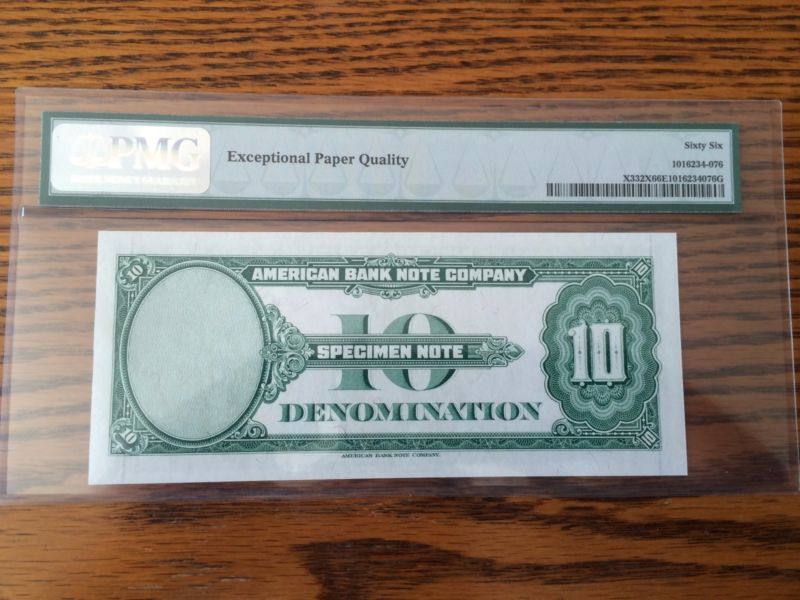 PMG
Exceptional Paper Quality
Sixty Six
1016234-076
X332X66E1016234076G
10
AMERICAN BANK NOTE COMPANY
10
10
SPECIMEN NOTE
10
DENOMINATION
10
10
AMERICAN BANK NOTE COMPANY.